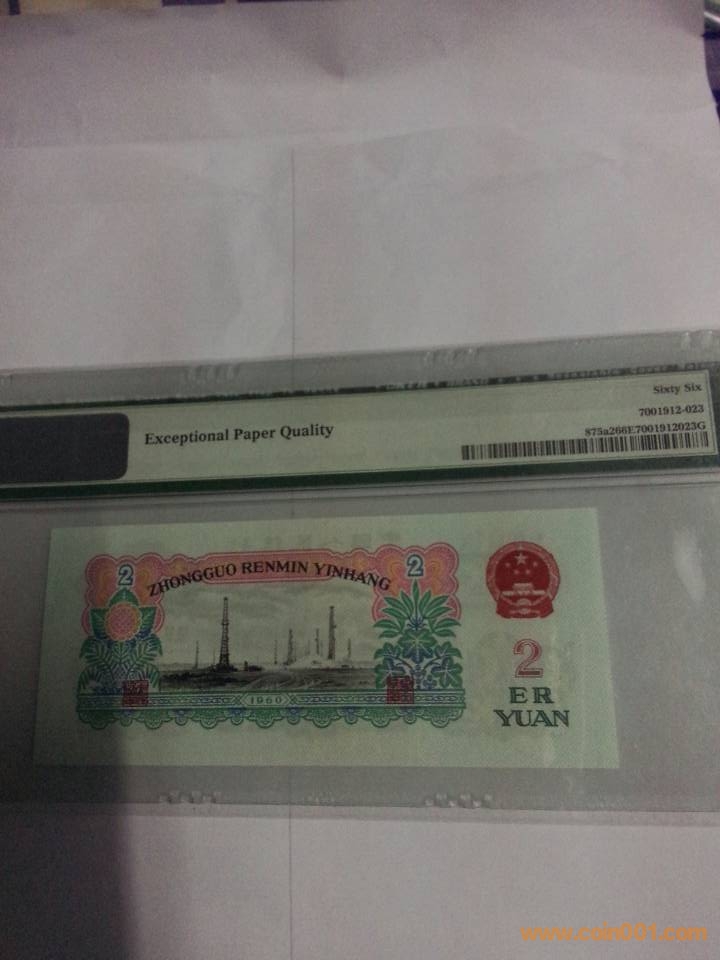 Sixty Six
7001912-023
Exceptional Paper Quality
875a266E7001912023G
2
2
ZHONGGUO RENMIN YINHANG
2
ER
YUAN
1960
www.coin001.com